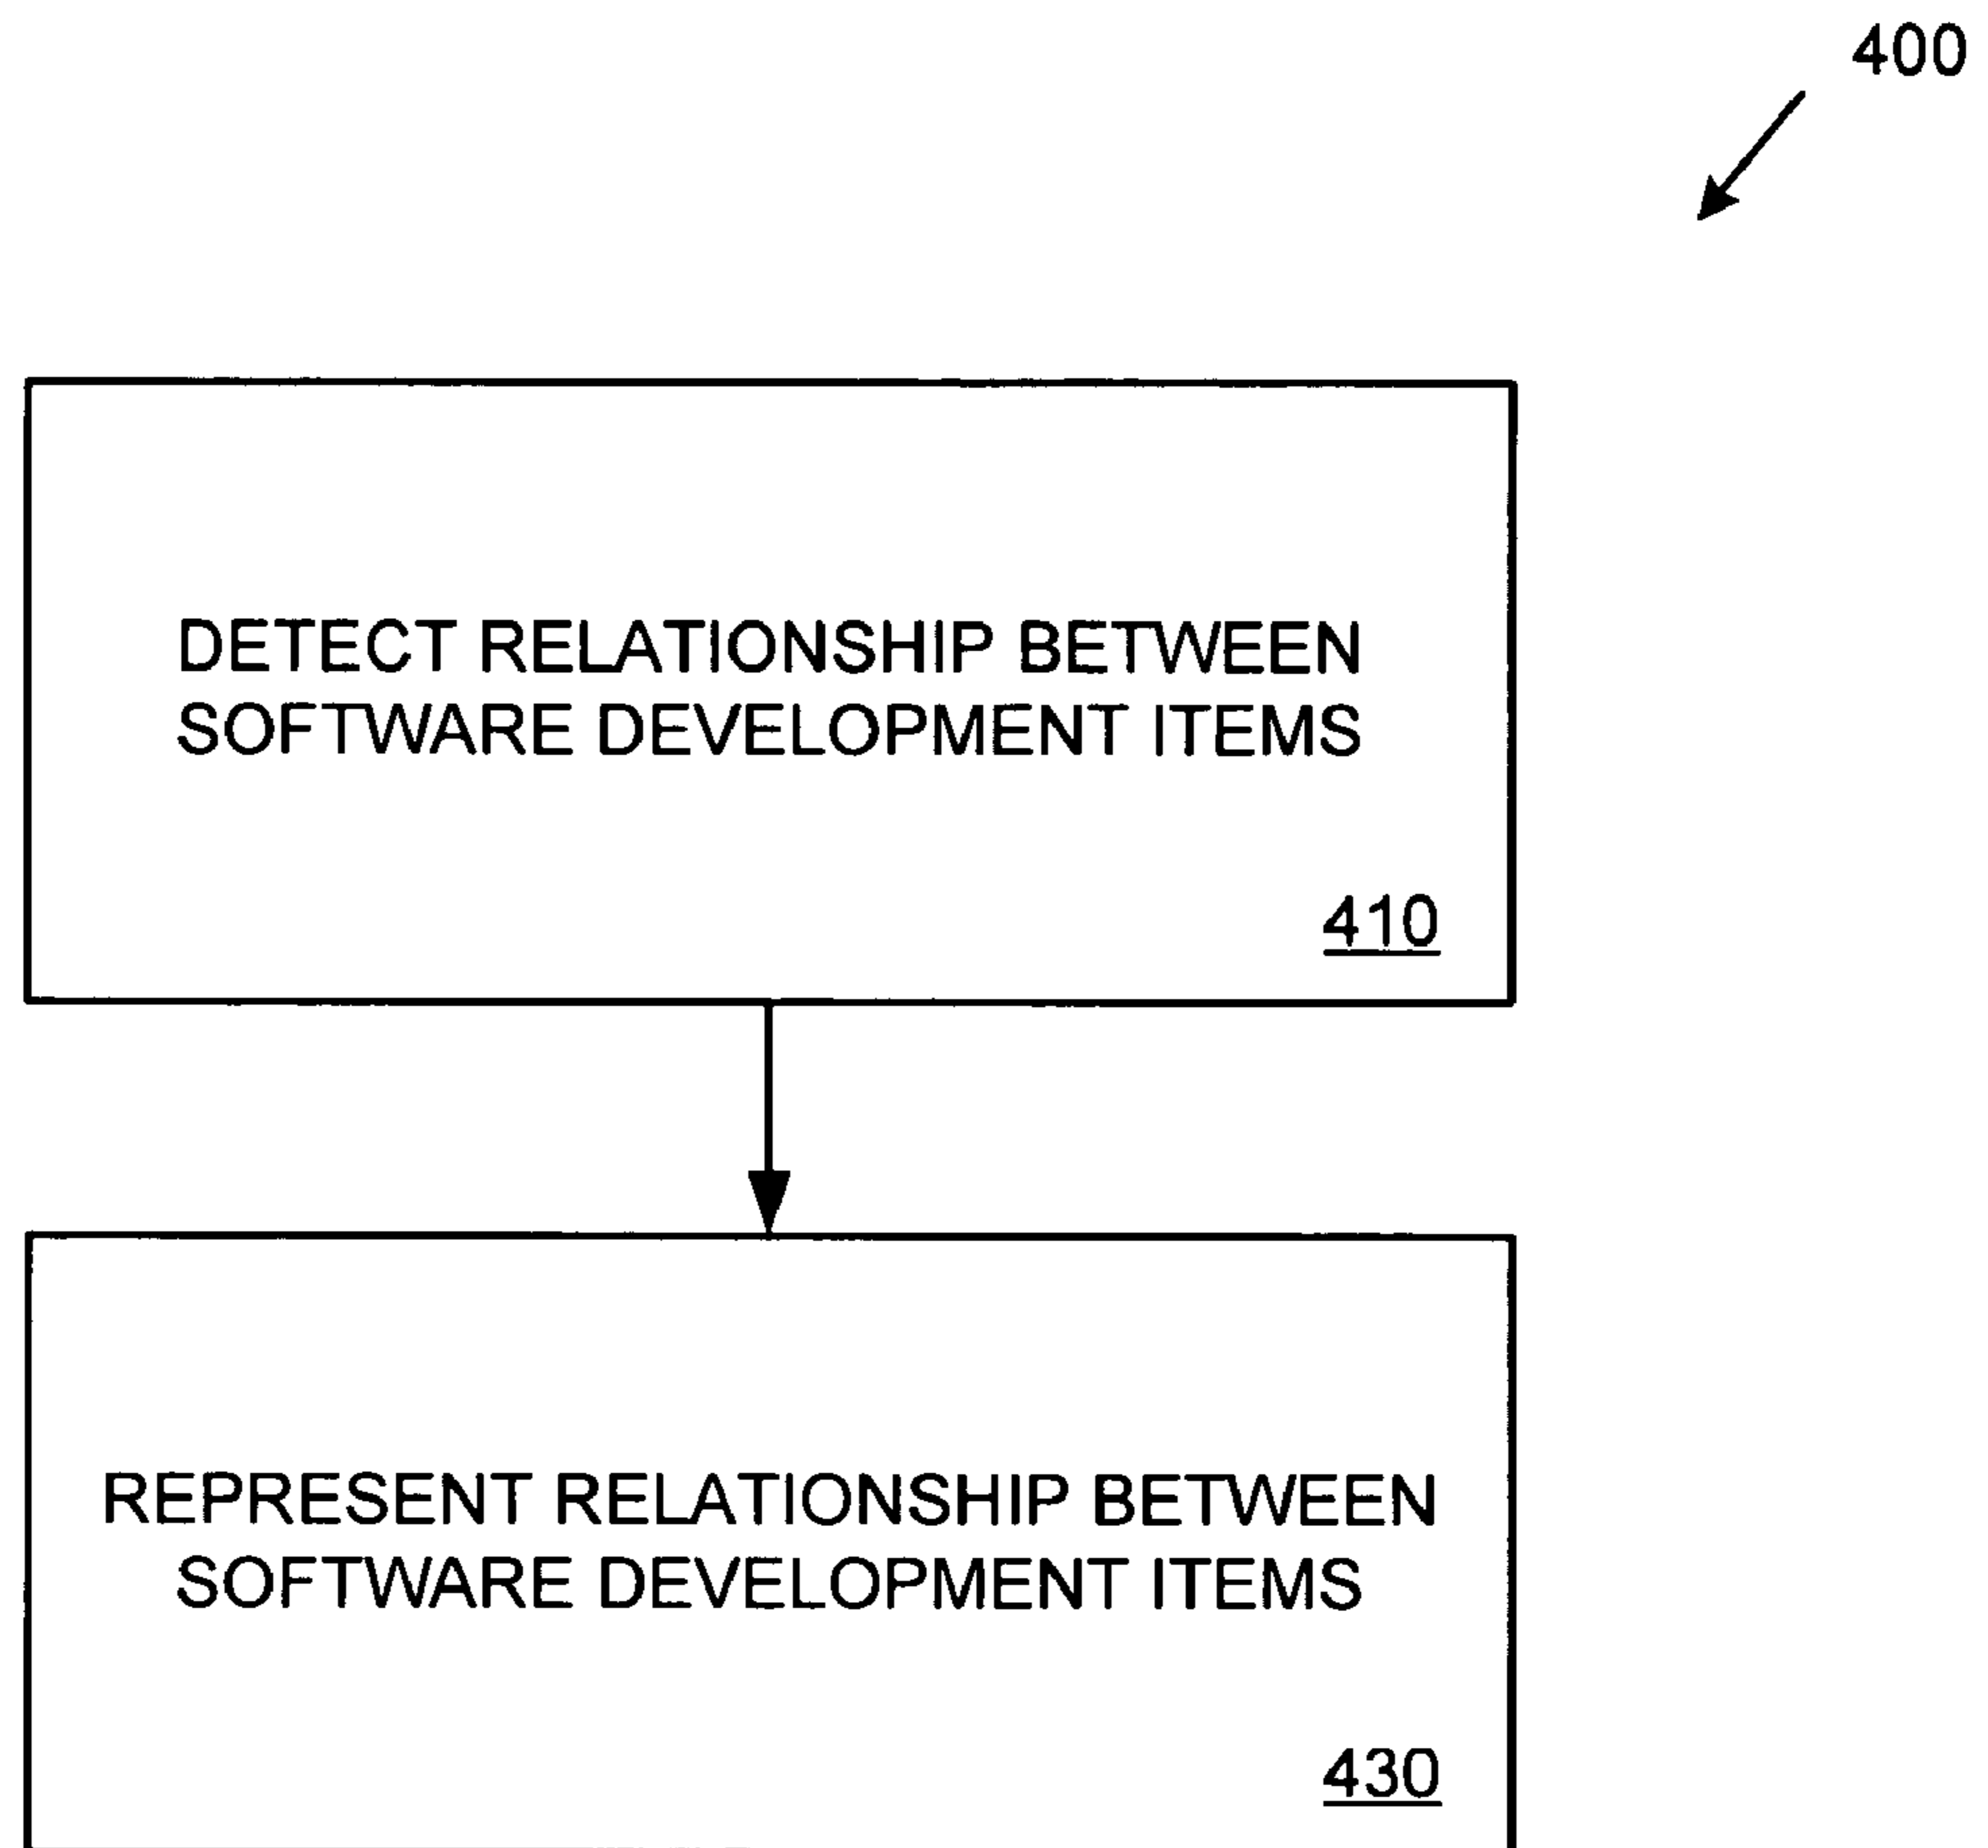 400
DETECT RELATIONSHIP BETWEEN
SOFTWARE DEVELOPMENT ITEMS
410
REPRESENT RELATIONSHIP BETWEEN
SOFTWARE DEVELOPMENT ITEMS
430